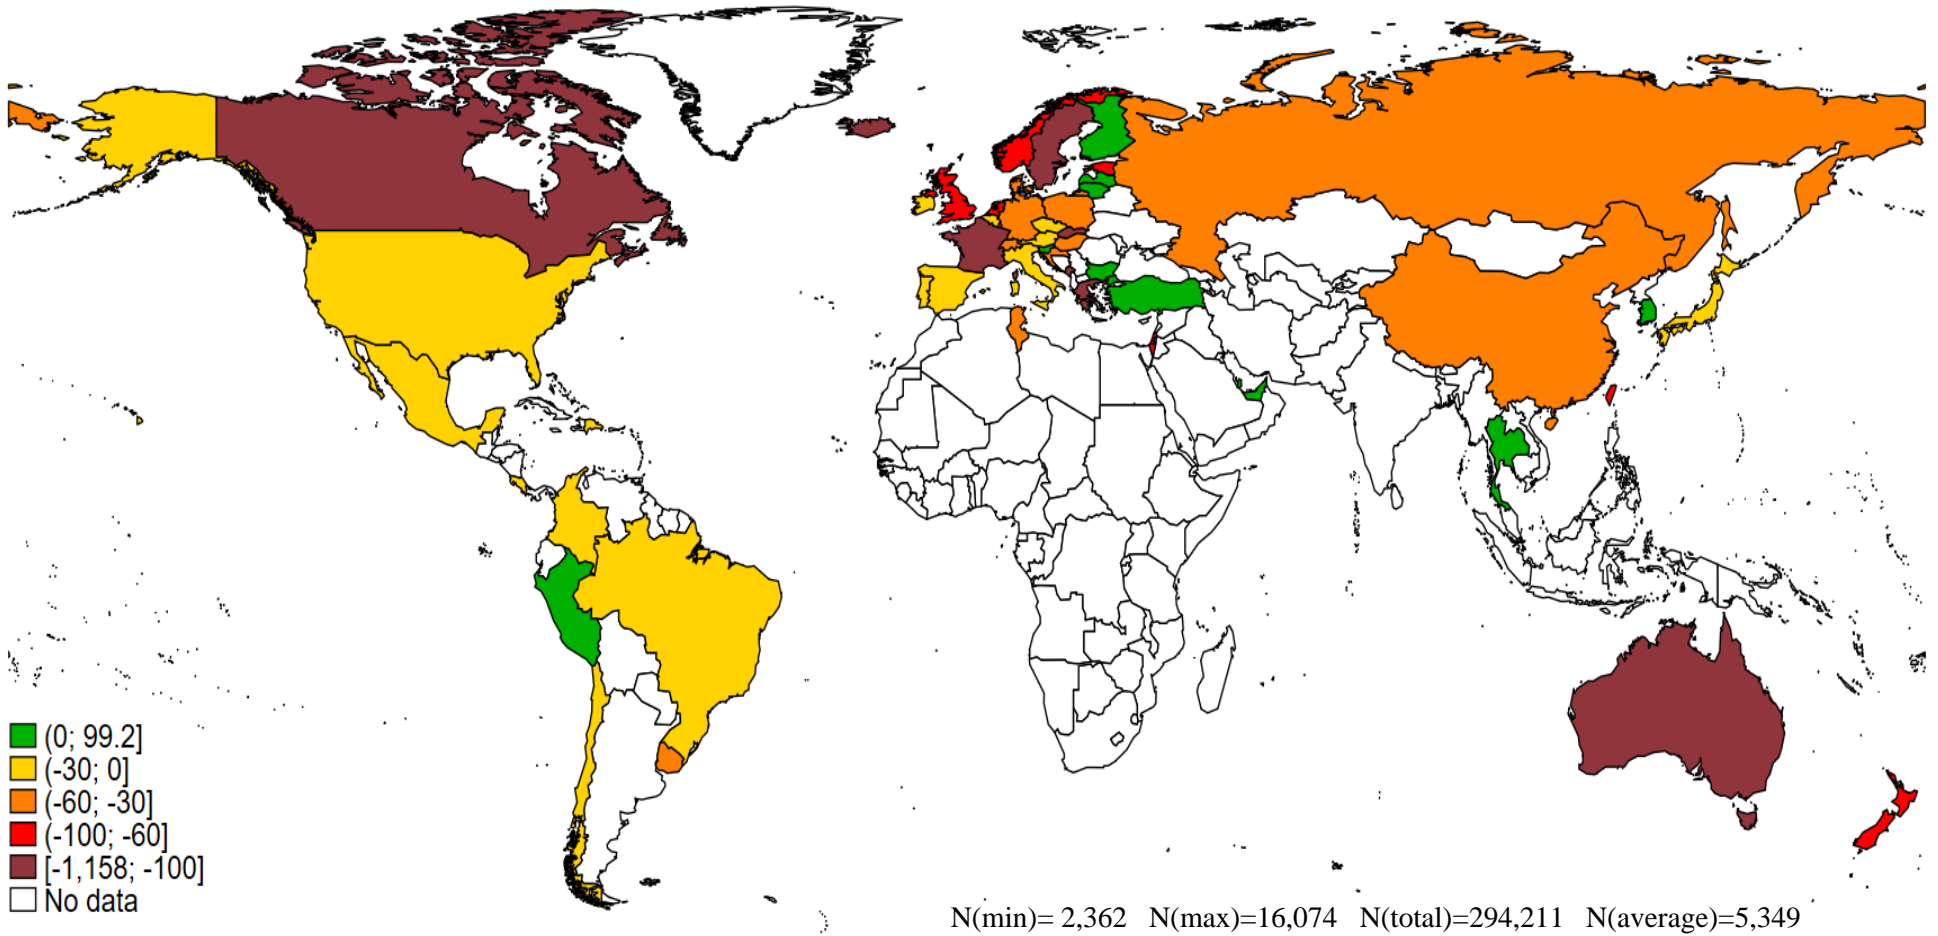 (0; 99.2]
(-30; 0]
(-60; -30]
(-100; -60]
[-1,158; -100]
No data
N(min)= 2,362 N(max)=16,074 N(total)=294,211 N(average)=5,349